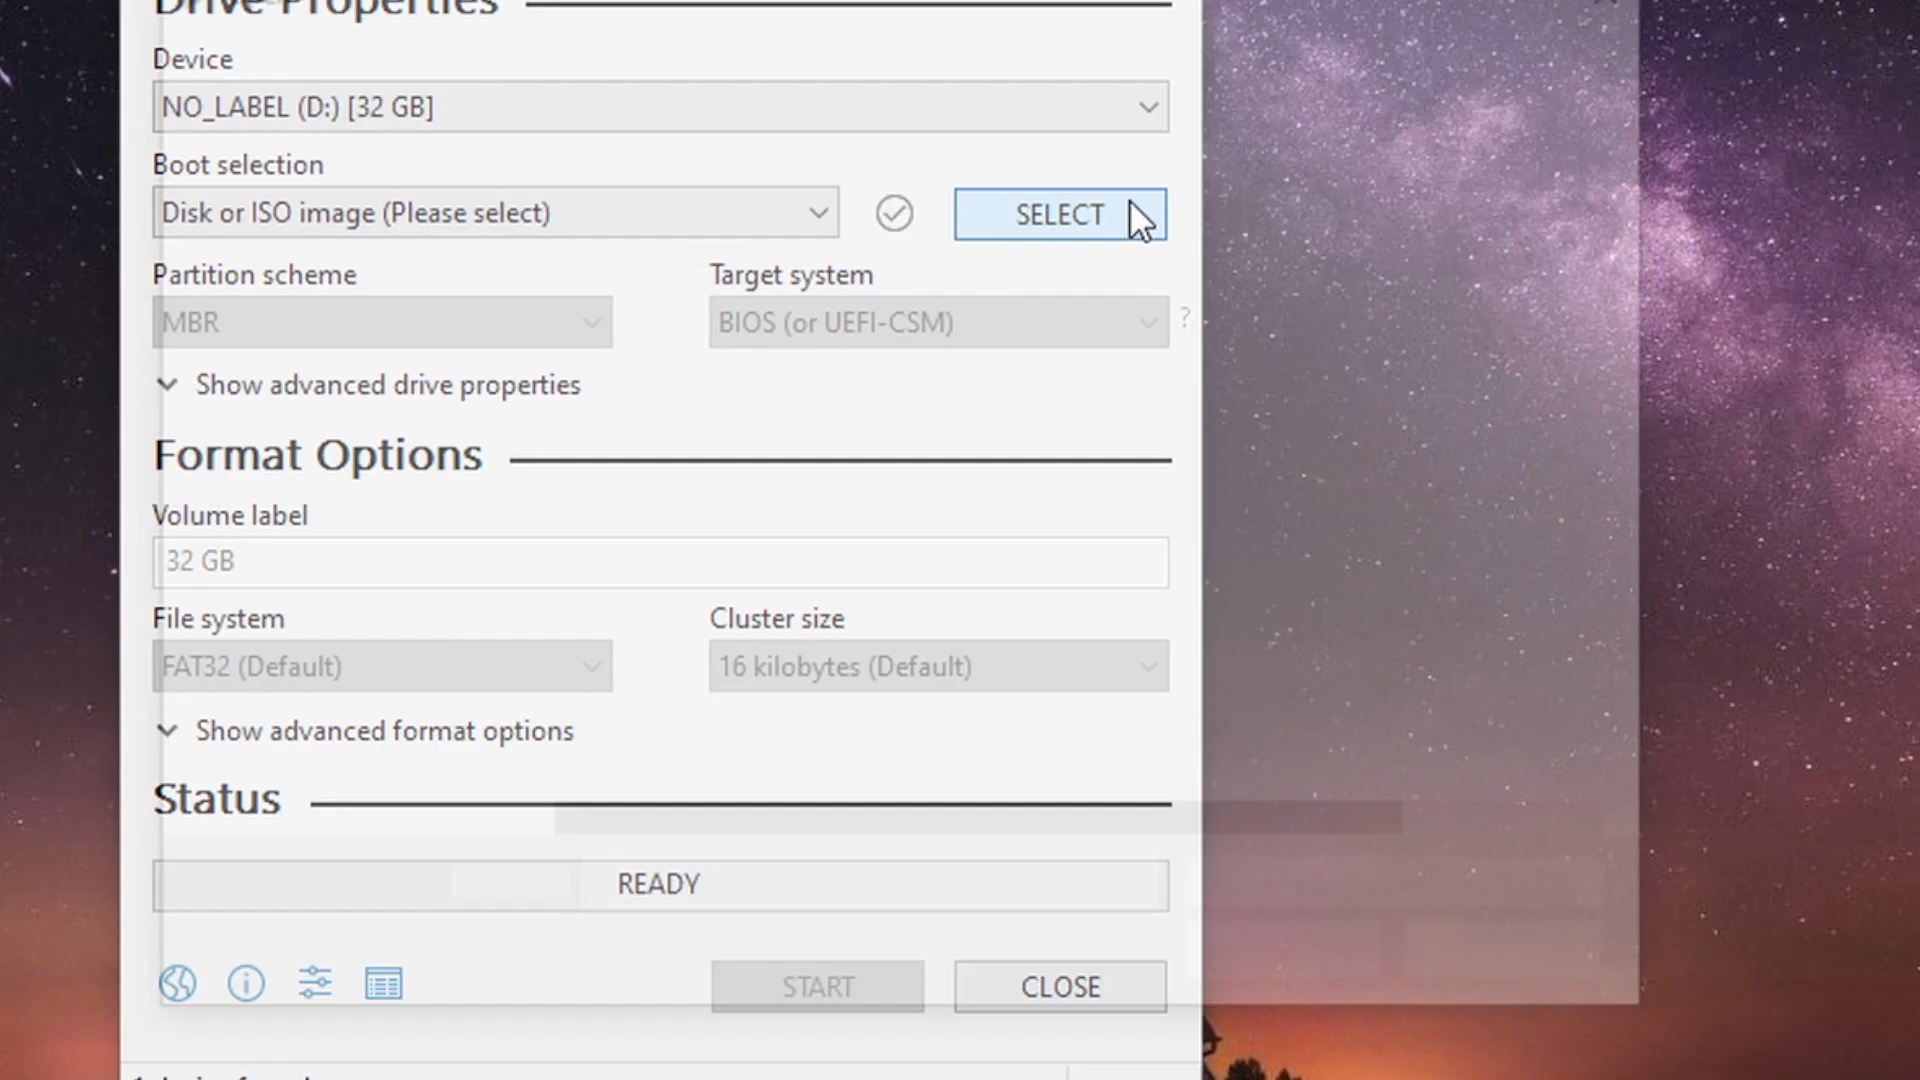 Drive Properties
Device
NO_LABEL (D:) [32 GB]
Boot selection
Disk or ISO image (Please select)
SELECT
Partition scheme
Target system
MBR
BIOS (or UEFI-CSM)
?
Show advanced drive properties
Format Options
Volume label
32 GB
File system
Cluster size
FAT32 (Default)
16 kilobytes (Default)
Show advanced format options
Status
READY
START
CLOSE